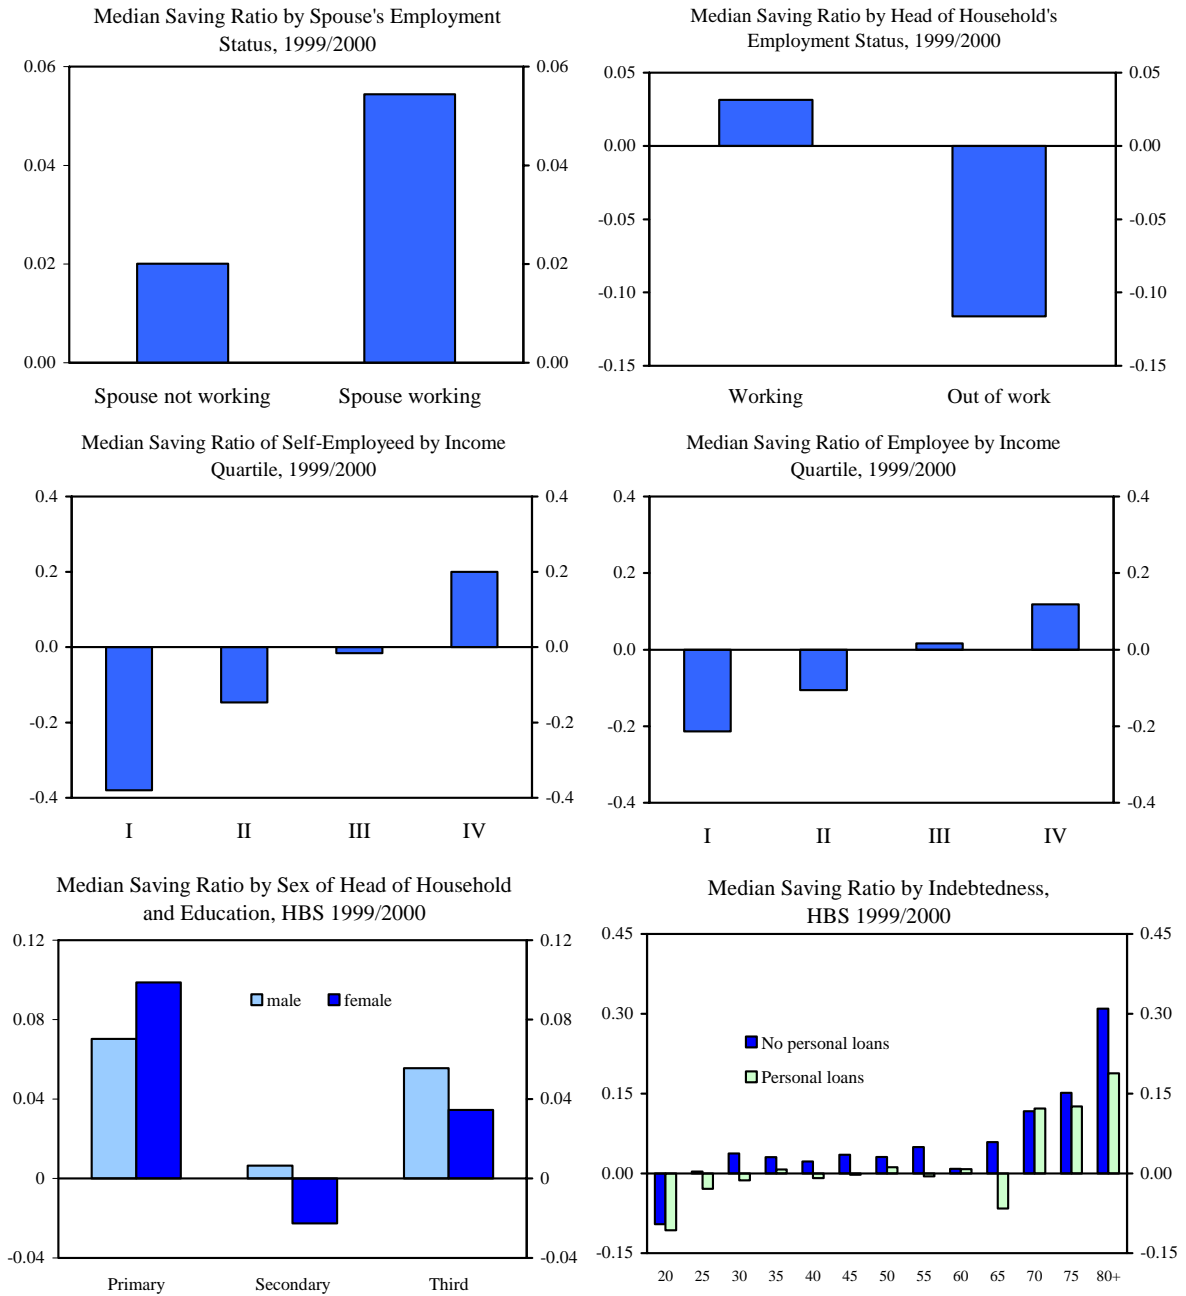 Median Saving Ratio by Spouse's Employment
Status, 1999/2000
0.06
0.04
0.02
0.00
0.06
0.04
0.02
0.00
Spouse not working
Spouse working
Median Saving Ratio by Head of Household's
Employment Status, 1999/2000
0.05
0.00
-0.05
-0.10
-0.15
0.05
0.00
-0.05
-0.10
-0.15
Working
Out of work
Median Saving Ratio of Self-Employeed by Income
Quartile, 1999/2000
0.4
0.2
0.0
-0.2
-0.4
0.4
0.2
0.0
-0.2
-0.4
I II III IV
Median Saving Ratio of Employee by Income
Quartile, 1999/2000
0.4
0.2
0.0
-0.2
-0.4
0.4
0.2
0.0
-0.2
-0.4
I II III IV
Median Saving Ratio by Sex of Head of Household
and Education, HBS 1999/2000
0.12
0.08
0.04
0
-0.04
0.12
0.08
0.04
0
-0.04
male female
Primary Secondary Third
Median Saving Ratio by Indebtedness,
HBS 1999/2000
0.45
0.30
0.15
0.00
-0.15
0.45
0.30
0.15
0.00
-0.15
No personal loans
Personal loans
20 25 30 35 40 45 50 55 60 65 70 75 80+